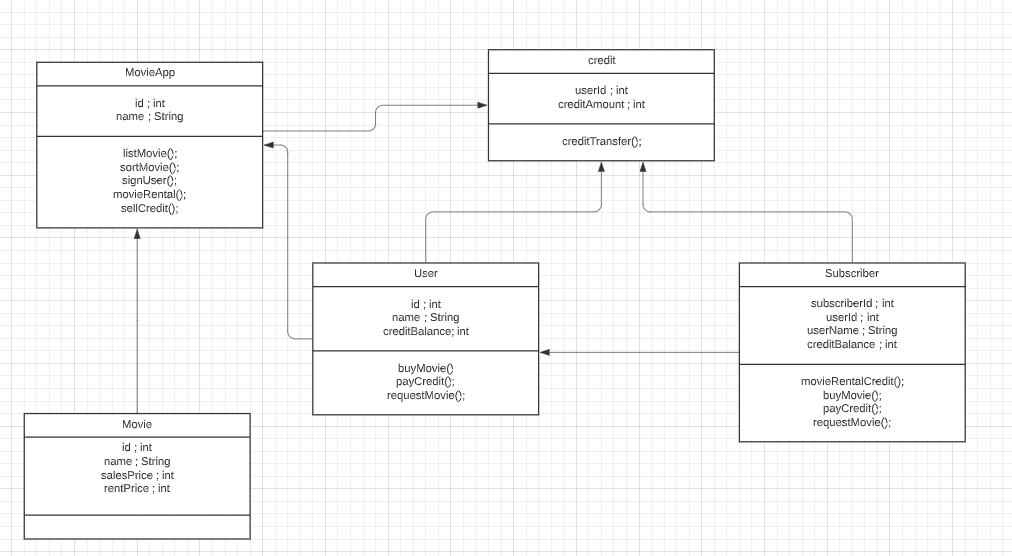 MovieApp
id ; int
name ; String
listMovie();
sortMovie();
signUser();
movieRental();
sellCredit();
credit
userId ; int
creditAmount ; int
creditTransfer();
User
id ; int
name ; String
creditBalance; int
buyMovie()
payCredit();
requestMovie();
Subscriber
subscriberId ; int
userId ; int
userName ; String
creditBalance ; int
movieRentalCredit();
buyMovie();
payCredit();
requestMovie();
Movie
id ; int
name ; String
salesPrice ; int
rentPrice ; int